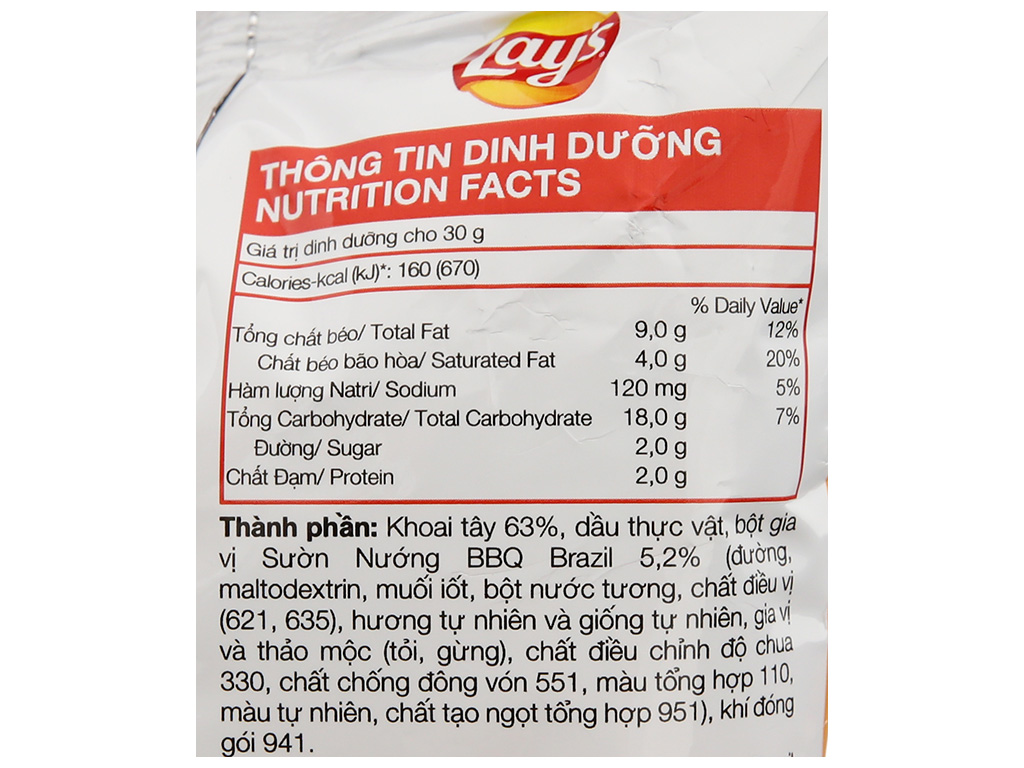 Lay's
THÔNG TIN DINH DƯỠNG
NUTRITION FACTS
Giá trị dinh dưỡng cho 30 g
Calories-kcal (kJ)*: 160 (670)
% Daily Value*
Tổng chất béo/ Total Fat 9,0 g 12%
Chất béo bão hòa/ Saturated Fat 4,0 g 20%
Hàm lượng Natri/ Sodium 120 mg 5%
Tổng Carbohydrate/ Total Carbohydrate 18,0 g 7%
Đường/ Sugar 2,0 g
Chất Đạm/ Protein 2,0 g
Thành phần: Khoai tây 63%, dầu thực vật, bột gia
vị Sườn Nướng BBQ Brazil 5,2% (đường,
maltodextrin, muối iốt, bột nước tương, chất điều vị
(621, 635), hương tự nhiên và giống tự nhiên, gia vị
và thảo mộc (tỏi, gừng), chất điều chỉnh độ chua
330, chất chống đông vón 551, màu tổng hợp 110,
màu tự nhiên, chất tạo ngọt tổng hợp 951), khí đóng
gói 941.